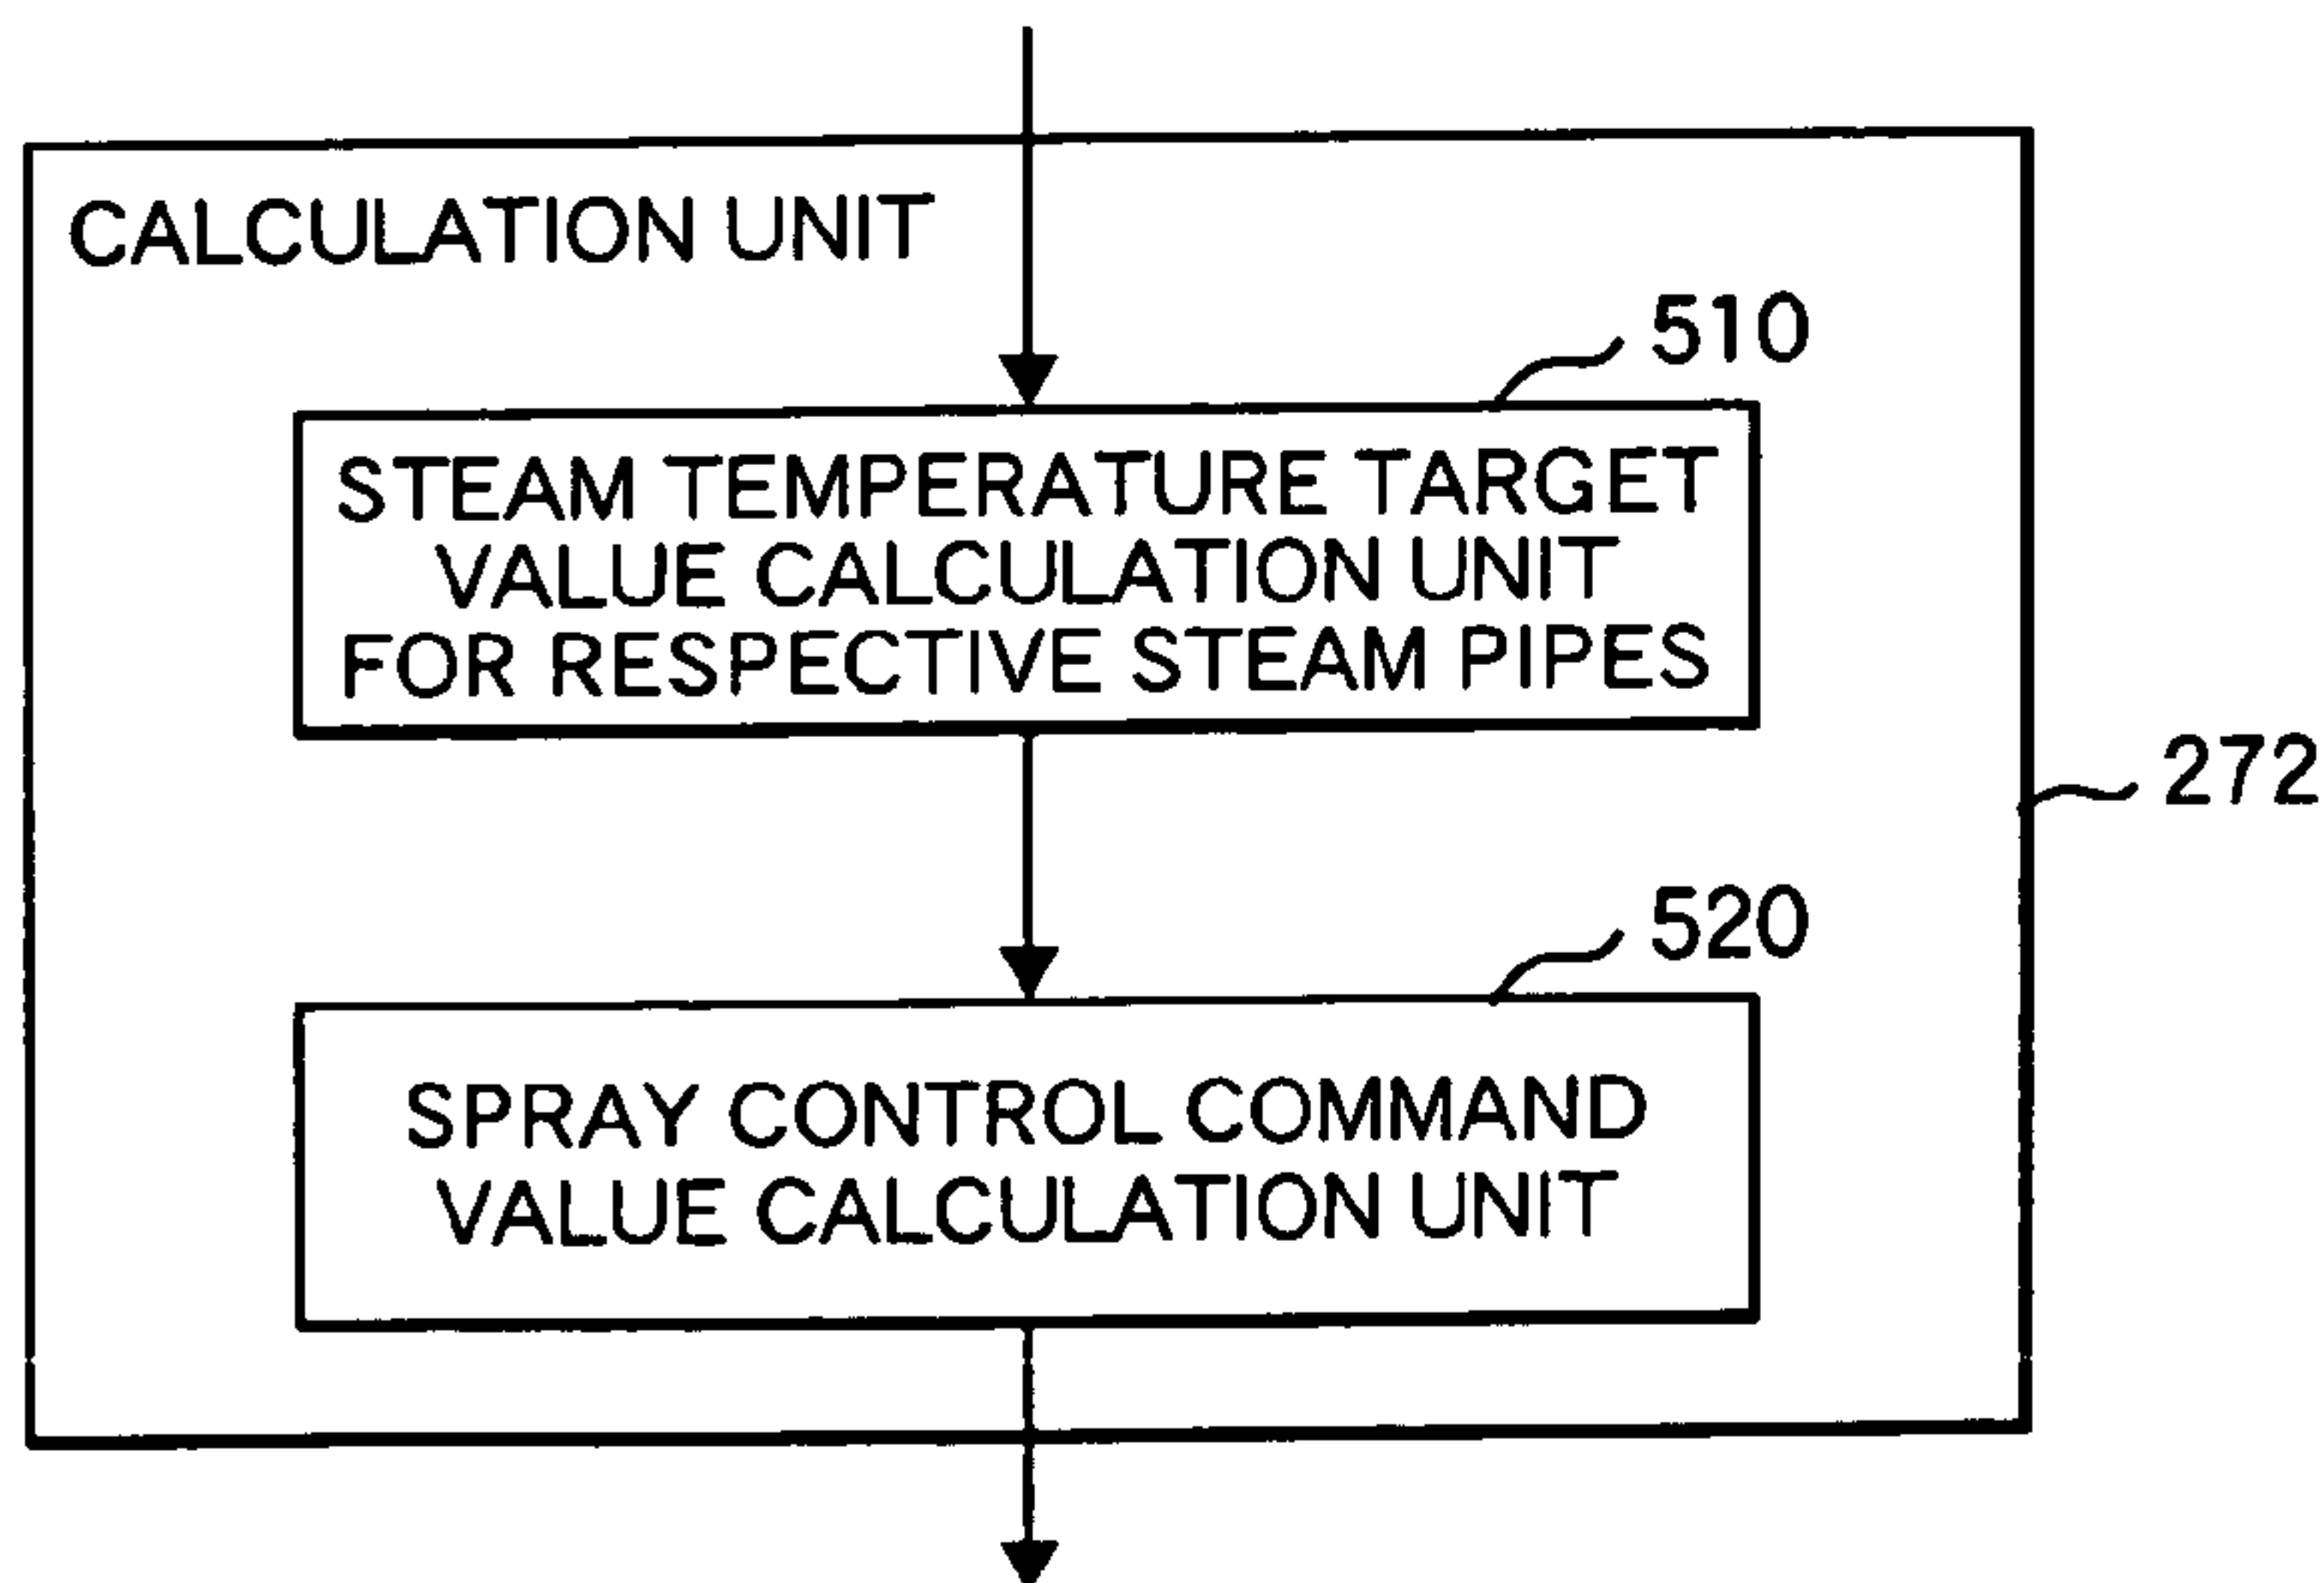 CALCULATION UNIT
510
STEAM TEMPERATURE TARGET
VALUE CALCULATION UNIT
FOR RESPECTIVE STEAM PIPES
272
520
SPRAY CONTROL COMMAND
VALUE CALCULATION UNIT